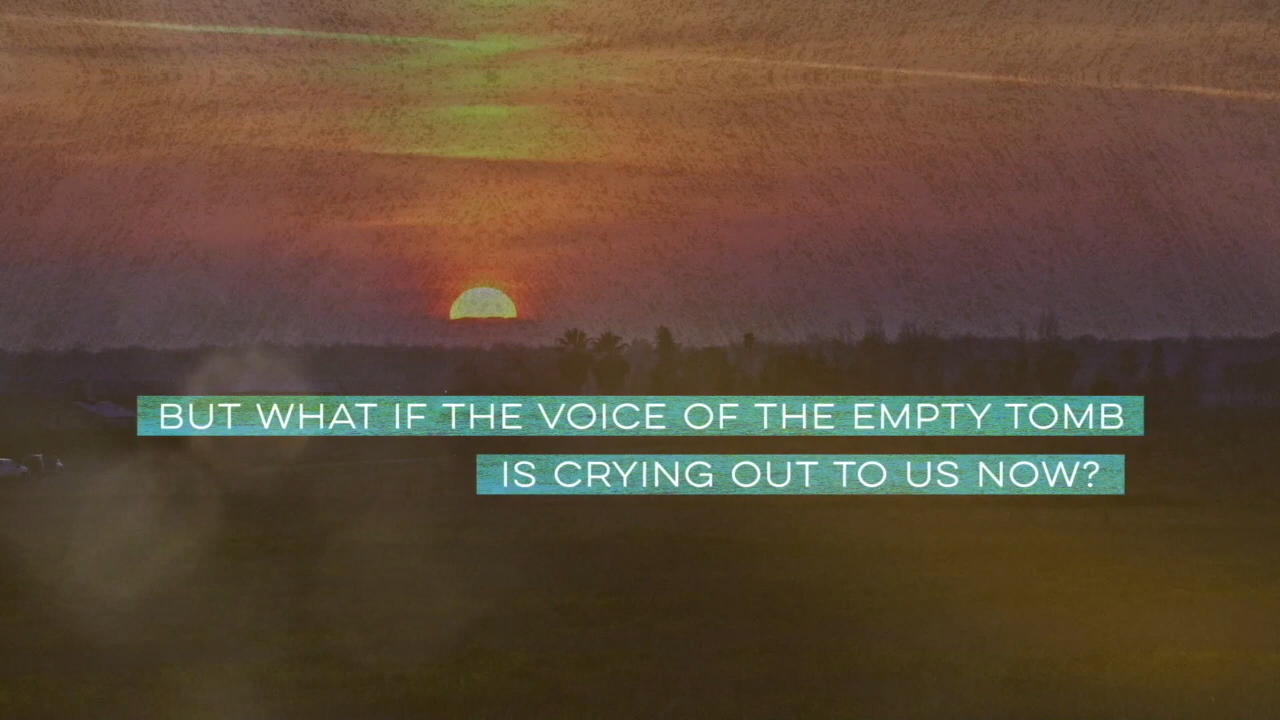 BUT WHAT IF THE VOICE OF THE EMPTY TOMB
IS CRYING OUT TO US NOW?